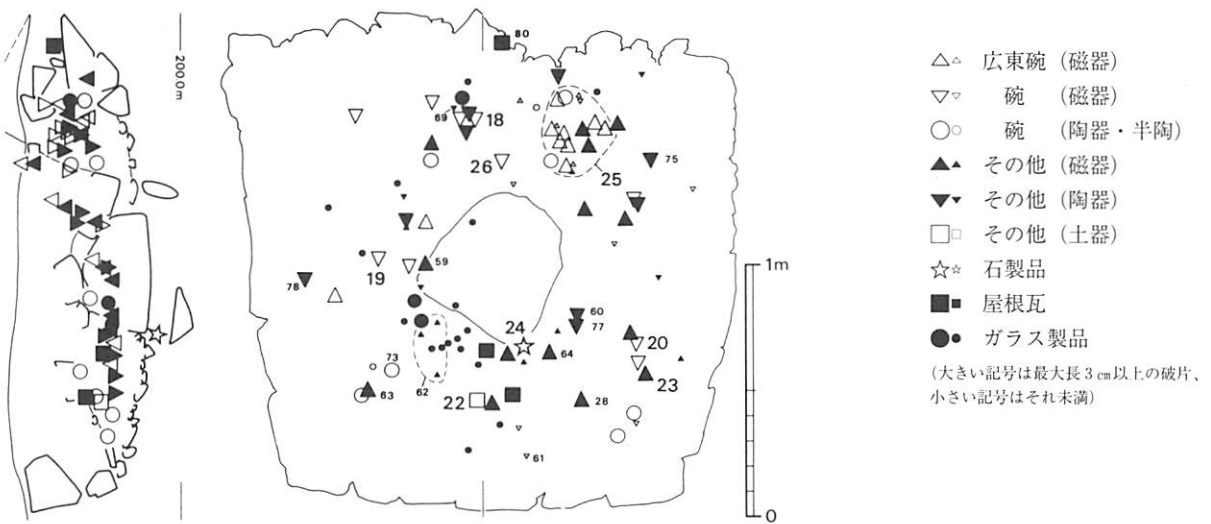 200.0m
80
69
18
26
25
75
59
19
78
60
77
24
20
64
73
23
62
63
22
28
61
1m
0
△▵ 広東碗（磁器）
▽▿ 碗　（磁器）
○○ 碗　（陶器・半陶）
▲▴ その他（磁器）
▼▾ その他（陶器）
□▫ その他（土器）
☆☆ 石製品
■▪ 屋根瓦
●• ガラス製品
（大きい記号は最大長3㎝以上の破片、
小さい記号はそれ未満）